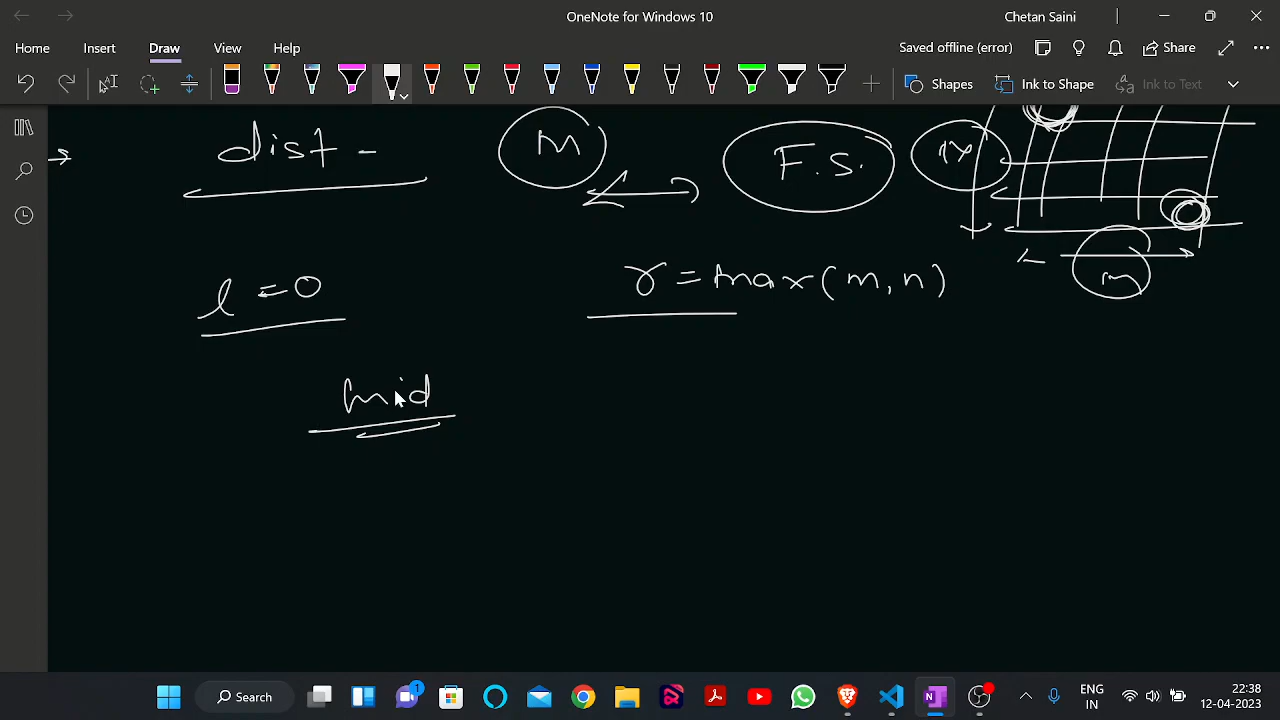 OneNote for Windows 10
Chetan Saini
Home Insert Draw View Help
Saved offline (error)
Share
Shapes
Ink to Shape
Ink to Text
dist -
M
F.S.
m
l = 0
r = max(m, n)
mid
Search
1
ENG
IN
22:38
12-04-2023